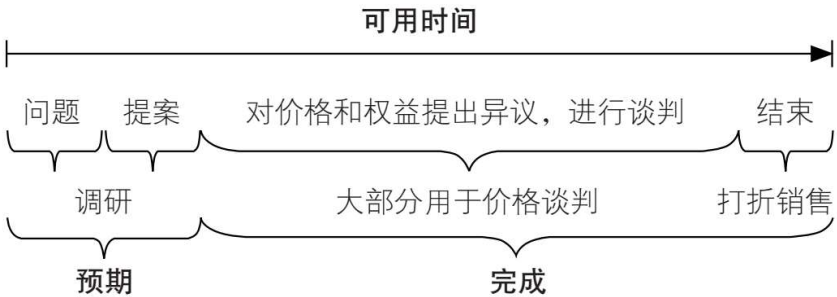 可用时间
问题 提案 对价格和权益提出异议，进行谈判 结束
调研 大部分用于价格谈判 打折销售
预期 完成